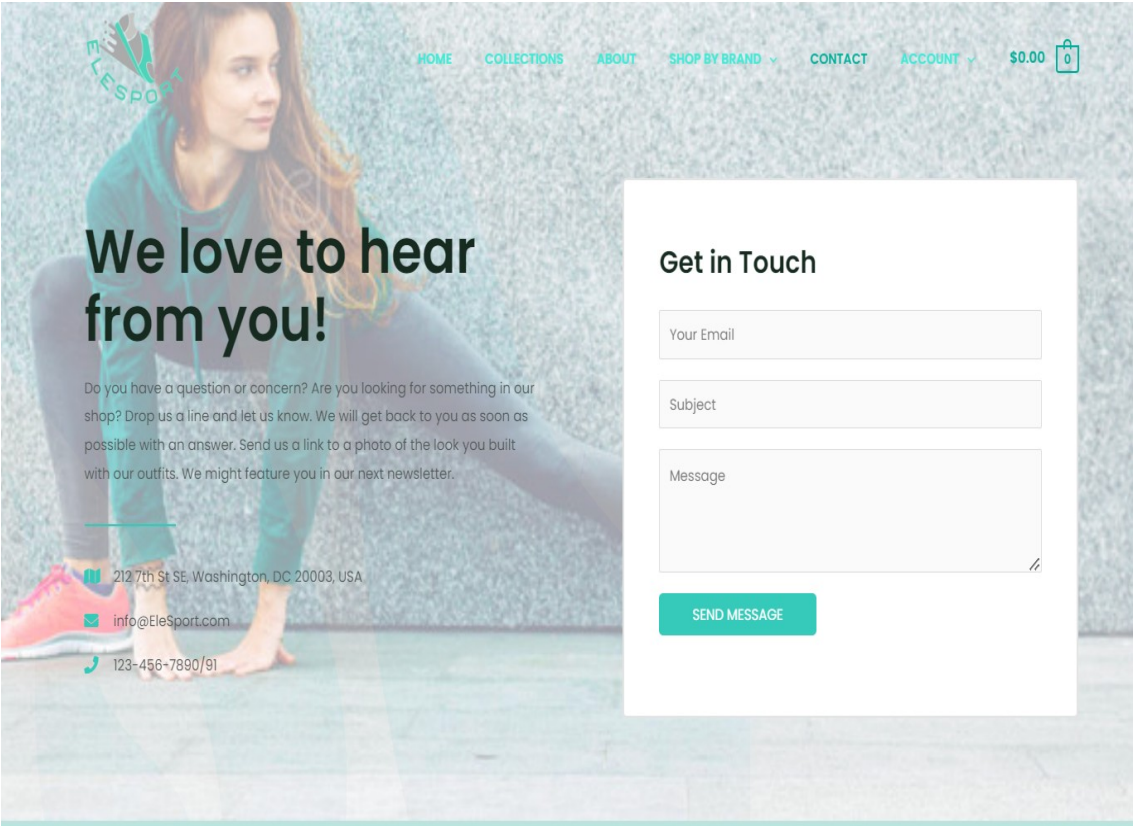 ELESPORT
HOME COLLECTIONS ABOUT SHOP BY BRAND CONTACT ACCOUNT $0.00 0
We love to hear
from you!
Do you have a question or concern? Are you looking for something in our
shop? Drop us a line and let us know. We will get back to you as soon as
possible with an answer. Send us a link to a photo of the look you built
with our outfits. We might feature you in our next newsletter.
212 7th St SE, Washington, DC 20003, USA
info@EleSport.com
123-456-7890/91
Get in Touch
Your Email
Subject
Message
SEND MESSAGE